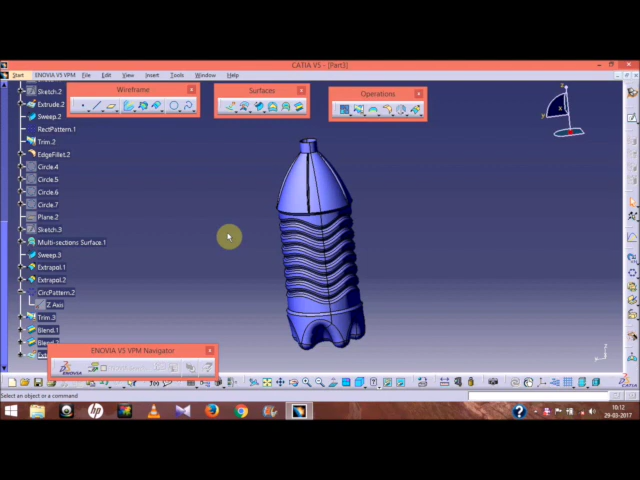 CATIA V5 - [Part3]
Start ENOVIA V5 VPM File Edit View Insert Tools Window Help
Wireframe
Surfaces
Operations
Sketch.2
Extrude.2
Sweep.2
RectPattern.1
Trim.2
EdgeFillet.2
Circle.4
Circle.5
Circle.6
Circle.7
Plane.2
Sketch.3
Multi-sections Surface.1
Sweep.3
Extrapol.1
Extrapol.2
CircPattern.2
Z Axis
Trim.3
Blend.1
z
y
x
ENOVIA V5 VPM Navigator
Select an object or a command
10:12
29-03-2017